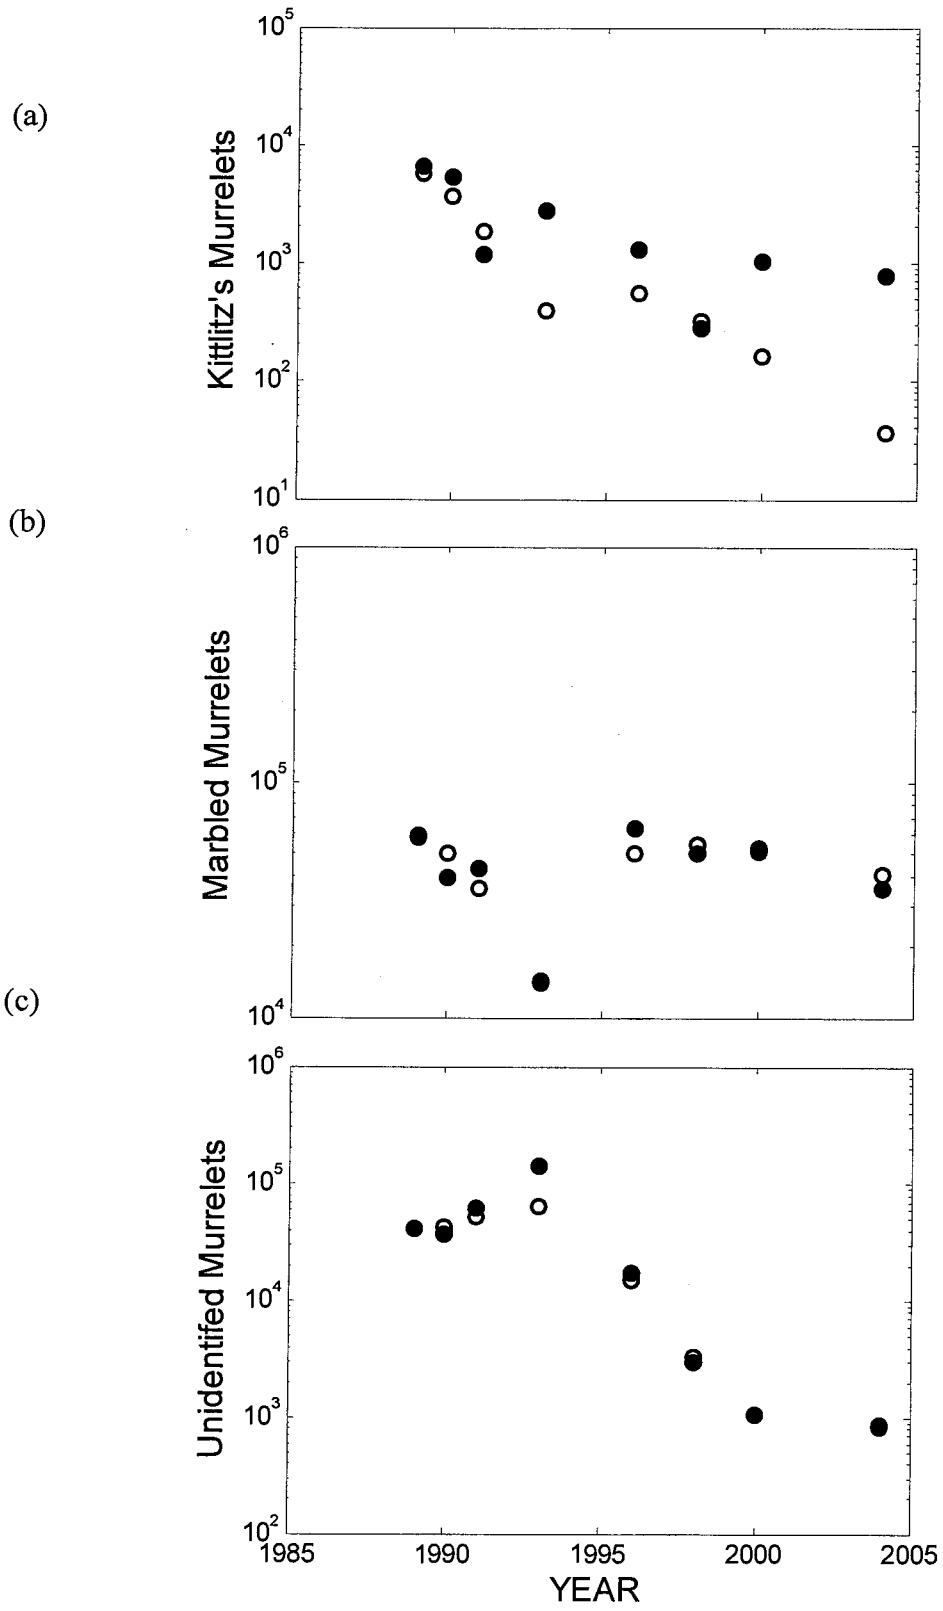 (a)
Kittlitz's Murrelets
10^5
10^4
10^3
10^2
10^1
(b)
Marbled Murrelets
10^6
10^5
10^4
(c)
Unidentifed Murrelets
10^6
10^5
10^4
10^3
10^2
1985 1990 1995 2000 2005
YEAR